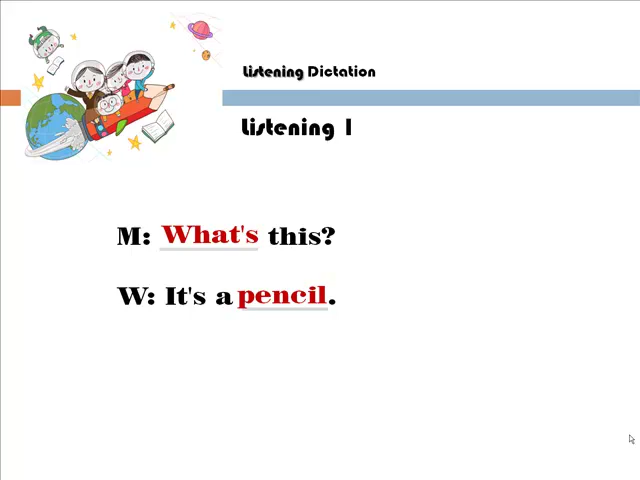 Listening Dictation
Listening 1
M: What's this?
W: It's a pencil.